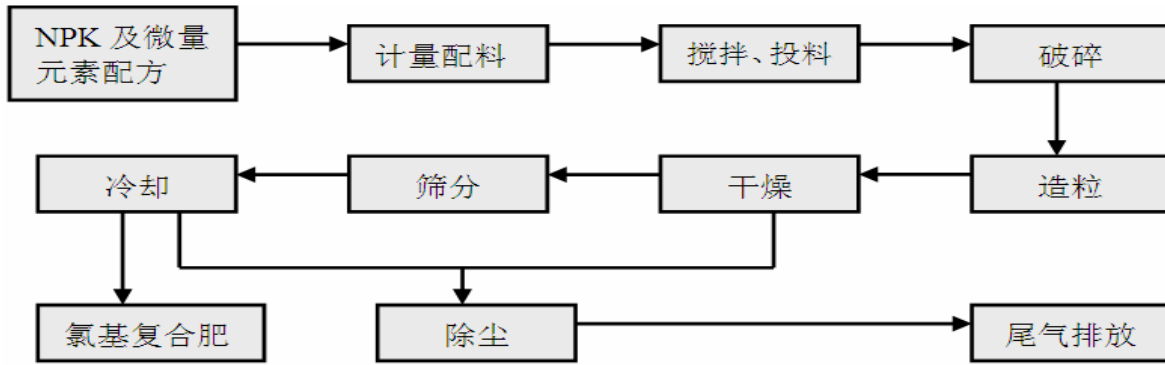 NPK 及微量
元素配方
计量配料
搅拌、投料
破碎
冷却
筛分
干燥
造粒
氯基复合肥
除尘
尾气排放